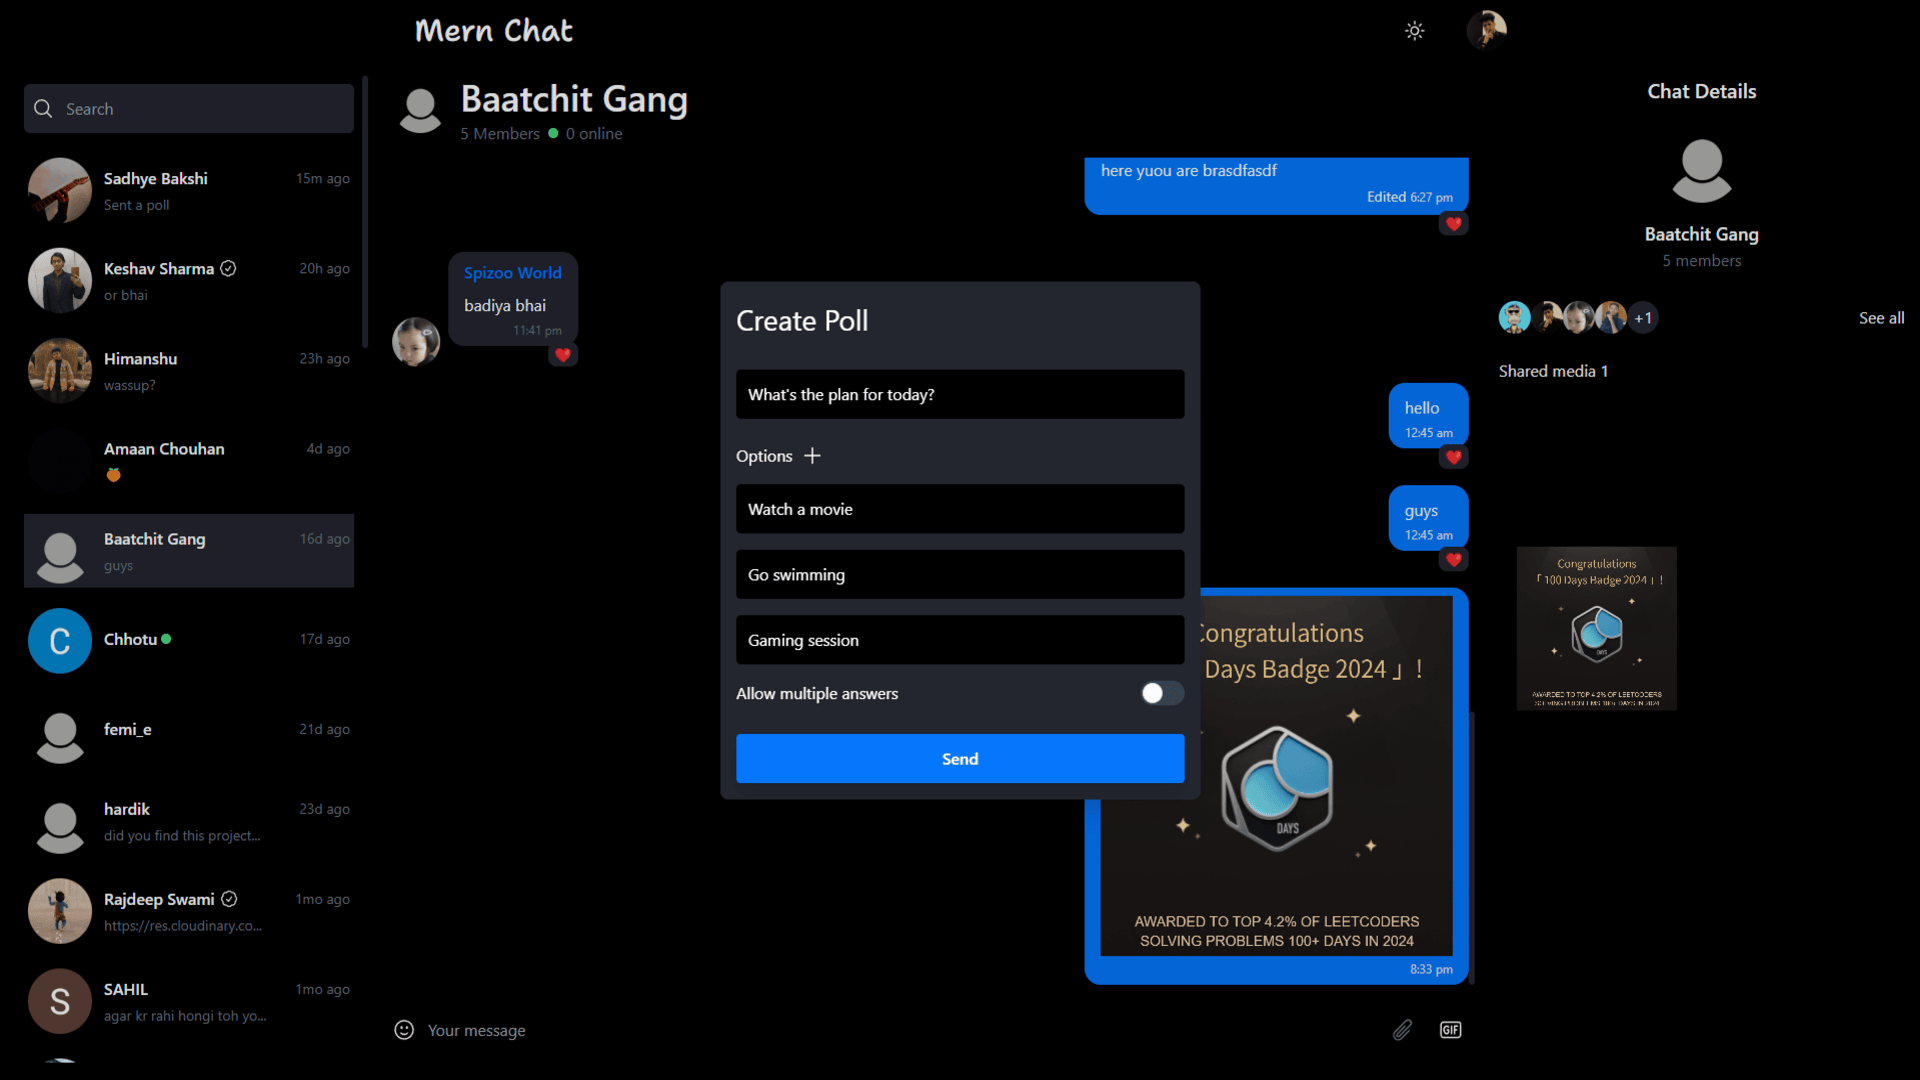 Mern Chat
Search
Sadhye Bakshi
15m ago
Sent a poll
Keshav Sharma
20h ago
or bhai
Himanshu
23h ago
wassup?
Amaan Chouhan
4d ago
Baatchit Gang
16d ago
guys
C
Chhotu
17d ago
femi_e
21d ago
hardik
23d ago
did you find this project...
Rajdeep Swami
1mo ago
https://res.cloudinary.co...
S
SAHIL
1mo ago
agar kr rahi hongi toh yo...
Baatchit Gang
5 Members
0 online
here yuou are brasdfasdf
Edited 6:27 pm
Spizoo World
badiya bhai
11:41 pm
hello
12:45 am
guys
12:45 am
Congratulations
Days Badge 2024 」!
DAYS
AWARDED TO TOP 4.2% OF LEETCODERS
SOLVING PROBLEMS 100+ DAYS IN 2024
8:33 pm
Create Poll
What's the plan for today?
Options
Watch a movie
Go swimming
Gaming session
Allow multiple answers
Send
Your message
GIF
Chat Details
Baatchit Gang
5 members
+1
See all
Shared media 1
Congratulations
「 100 Days Badge 2024 」!
DAYS
AWARDED TO TOP 4.2% OF LEETCODERS
SOLVING PROBLEMS 100+ DAYS IN 2024